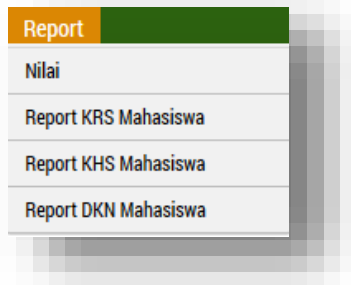 Report
Nilai
Report KRS Mahasiswa
Report KHS Mahasiswa
Report DKN Mahasiswa